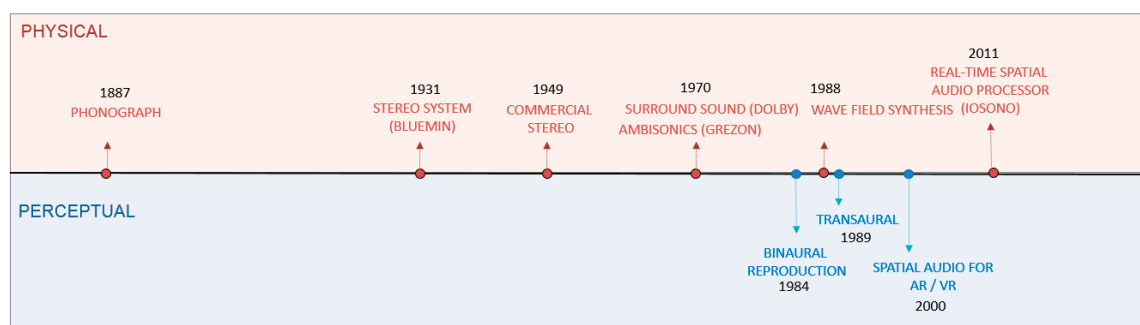 PHYSICAL
1887
PHONOGRAPH
1931
STEREO SYSTEM
(BLUEMIN)
1949
COMMERCIAL
STEREO
1970
SURROUND SOUND (DOLBY)
AMBISONICS (GREZON)
1988
WAVE FIELD SYNTHESIS
2011
REAL-TIME SPATIAL
AUDIO PROCESSOR
(IOSONO)
PERCEPTUAL
BINAURAL
REPRODUCTION
1984
TRANSAURAL
1989
SPATIAL AUDIO FOR
AR / VR
2000